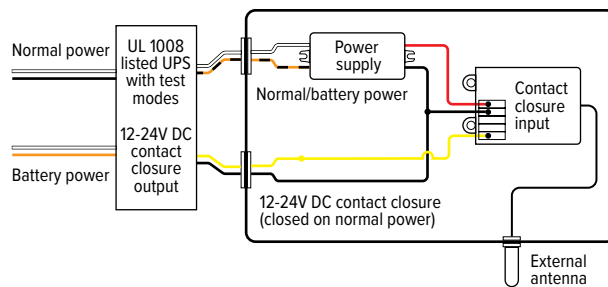 Normal power
UL 1008
listed UPS
with test
modes
12-24V DC
contact
closure
output
Battery power
Power
supply
Normal/battery power
Contact
closure
input
12-24V DC contact closure
(closed on normal power)
External
antenna